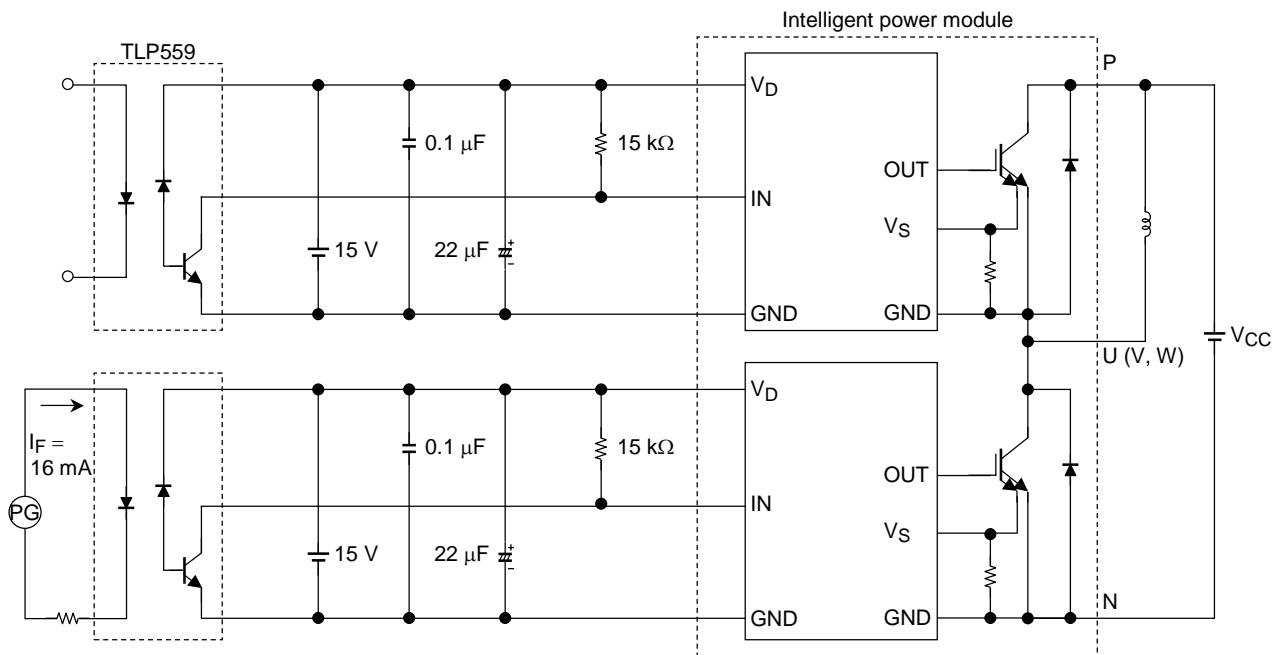 Intelligent power module
TLP559
P
V_D
0.1 μF
15 kΩ
OUT
IN
V_S
15 V
22 μF
+
−
GND
GND
U (V, W)
V_CC
V_D
I_F =
16 mA
0.1 μF
15 kΩ
OUT
PG
IN
V_S
15 V
22 μF
+
−
N
GND
GND